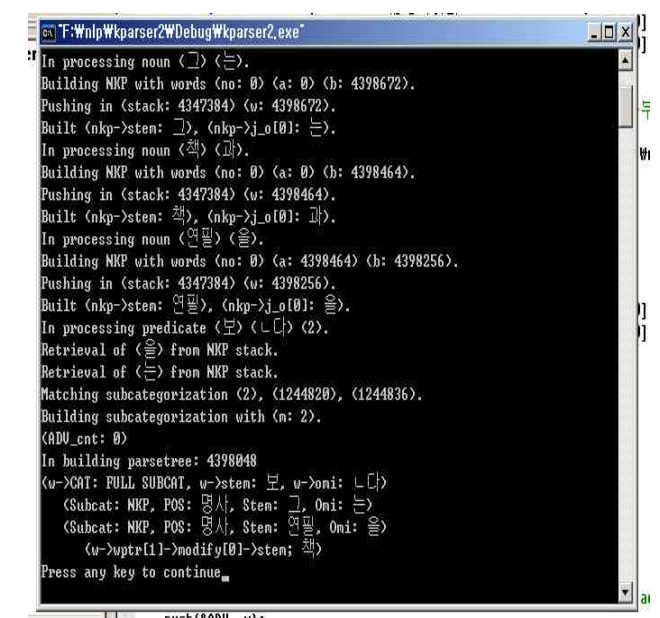 "F:₩nlp₩kparser2₩Debug₩kparser2.exe"
In processing noun (그) (는).
Building NKP with words (no: 0) (a: 0) (b: 4398672).
Pushing in (stack: 4347384) (w: 4398672).
Built (nkp->stem: 그), (nkp->j_o[0]: 는).
In processing noun (책) (과).
Building NKP with words (no: 0) (a: 0) (b: 4398464).
Pushing in (stack: 4347384) (w: 4398464).
Built (nkp->stem: 책), (nkp->j_o[0]: 과).
In processing noun (연필) (을).
Building NKP with words (no: 0) (a: 4398464) (b: 4398256).
Pushing in (stack: 4347384) (w: 4398256).
Built (nkp->stem: 연필), (nkp->j_o[0]: 을).
In processing predicate (보) (ㄴ다) (2).
Retrieval of (을) from NKP stack.
Retrieval of (는) from NKP stack.
Matching subcategorization (2), (1244820), (1244836).
Building subcategorization with (m: 2).
(ADV_cnt: 0)
In building parsetree: 4398048
(w->CAT: FULL SUBCAT, w->stem: 보, w->omi: ㄴ다)
(Subcat: NKP, POS: 명사, Stem: 그, Omi: 는)
(Subcat: NKP, POS: 명사, Stem: 연필, Omi: 을)
(w->wptr[1]->modify[0]->stem; 책)
Press any key to continue_